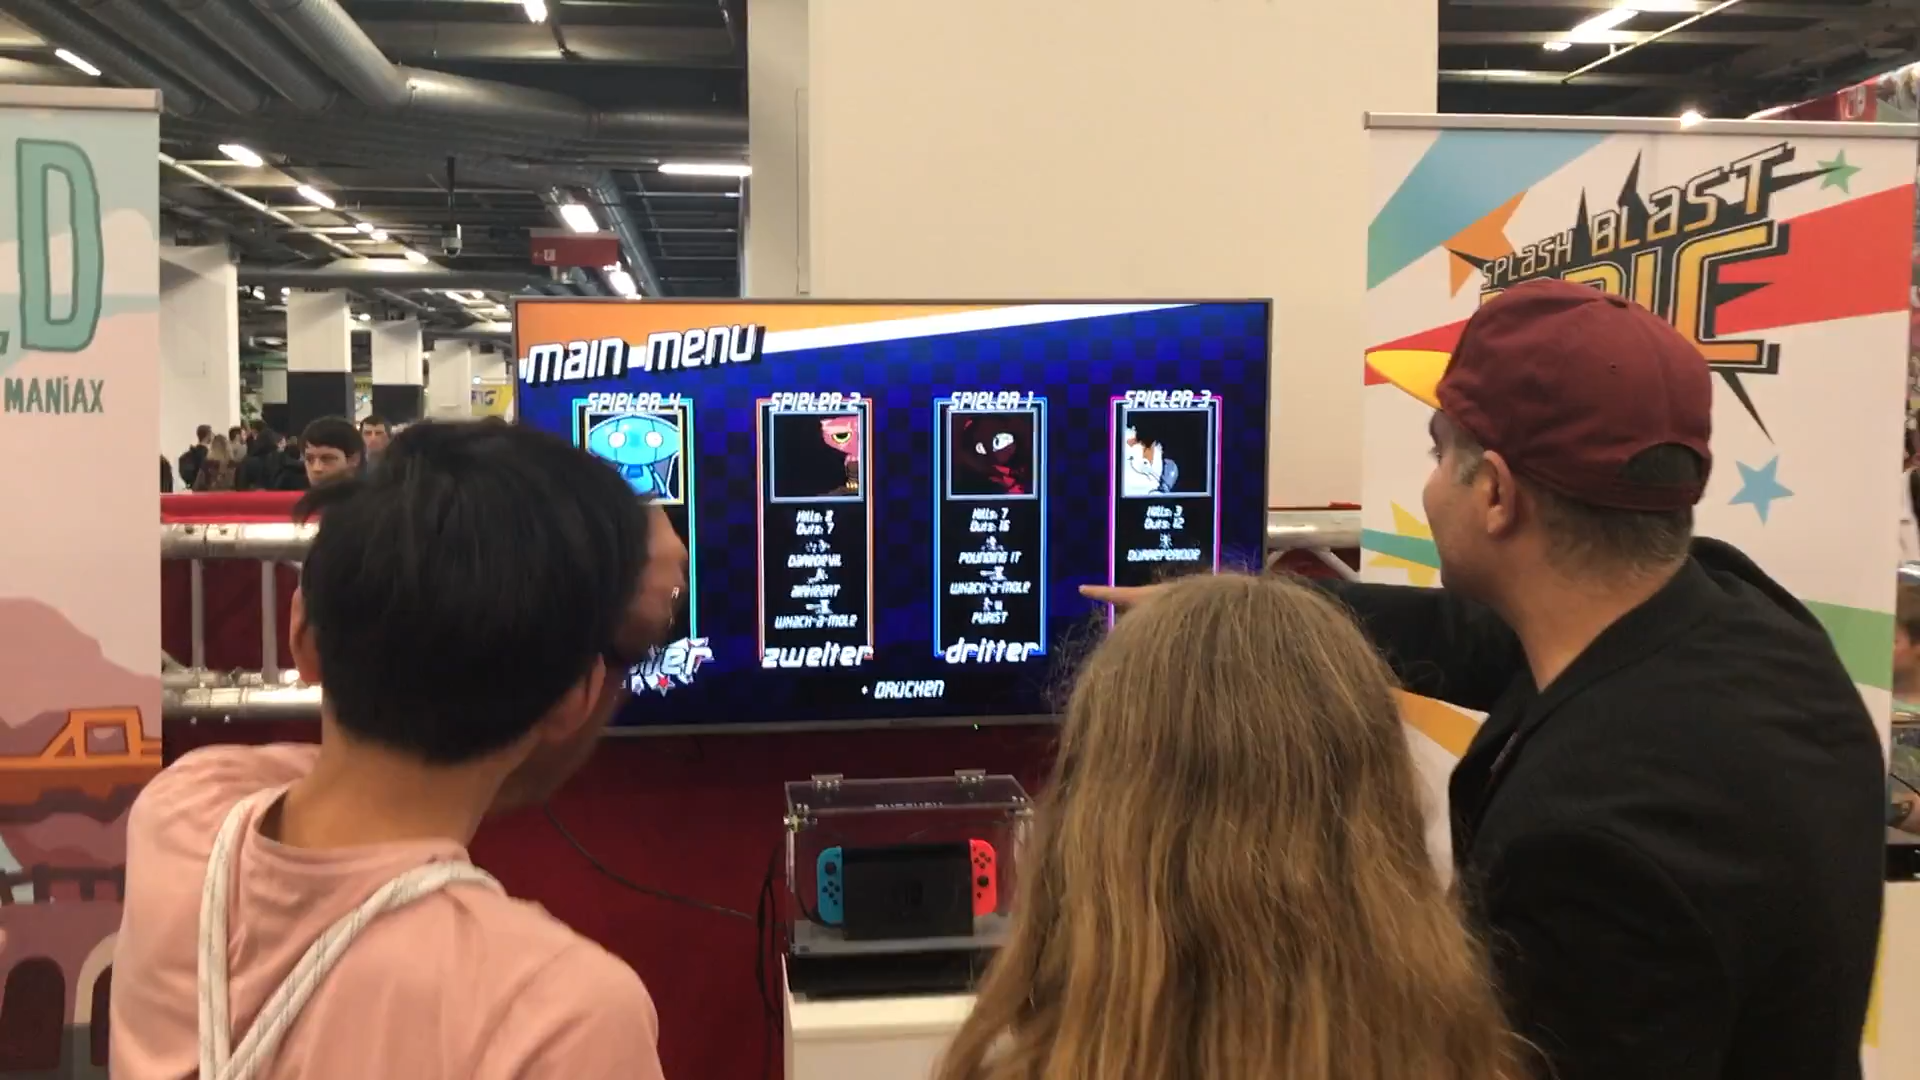 D
MANiAX
SPLASH BLAST
main menu
SPIELER 4
SPIELER 2
Kills: 8
Outs: 7
DAREDEVIL
AIRHEART
WHACK-A-MOLE
zweiter
SPIELER 1
Kills: 7
Outs: 16
POUNDING IT
WHACK-A-MOLE
PURIST
dritter
SPIELER 3
Kills: 3
Outs: 12
DÜRREPERIODE
+ DRÜCKEN